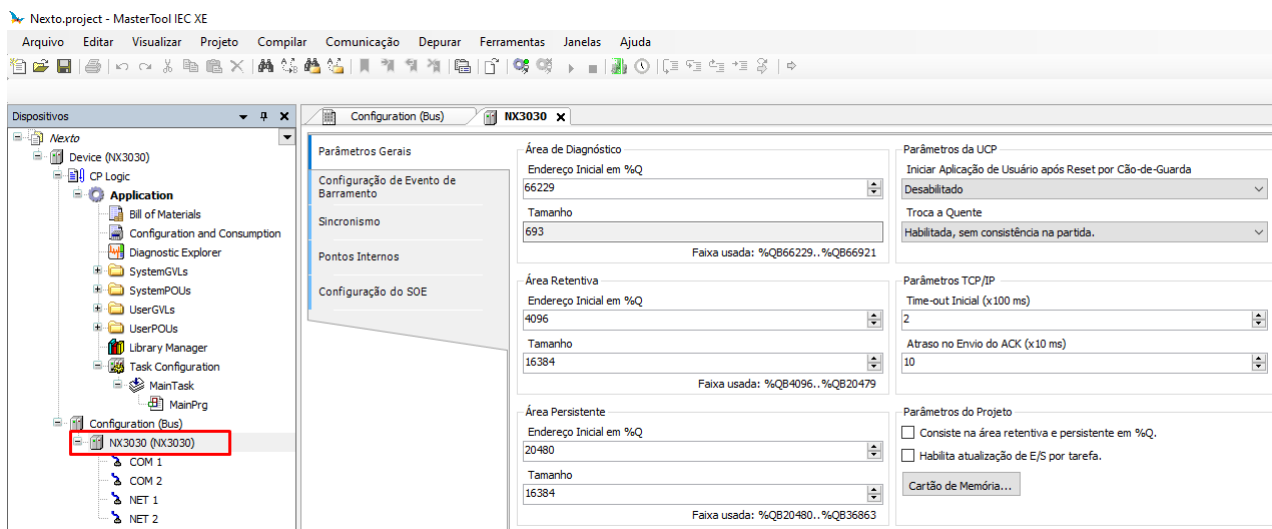 Nexto.project - MasterTool IEC XE
Arquivo Editar Visualizar Projeto Compilar Comunicação Depurar Ferramentas Janelas Ajuda
Dispositivos
Nexto
Device (NX3030)
CP Logic
Application
Bill of Materials
Configuration and Consumption
Diagnostic Explorer
SystemGVLs
SystemPOUs
UserGVLs
UserPOUs
Library Manager
Task Configuration
MainTask
MainPrg
Configuration (Bus)
NX3030 (NX3030)
COM 1
COM 2
NET 1
NET 2
Configuration (Bus) NX3030
Parâmetros Gerais
Configuração de Evento de
Barramento
Sincronismo
Pontos Internos
Configuração do SOE
Área de Diagnóstico
Endereço Inicial em %Q
66229
Tamanho
693
Faixa usada: %QB66229..%QB66921
Área Retentiva
Endereço Inicial em %Q
4096
Tamanho
16384
Faixa usada: %QB4096..%QB20479
Área Persistente
Endereço Inicial em %Q
20480
Tamanho
16384
Faixa usada: %QB20480..%QB36863
Parâmetros da UCP
Iniciar Aplicação de Usuário após Reset por Cão-de-Guarda
Desabilitado
Troca a Quente
Habilitada, sem consistência na partida.
Parâmetros TCP/IP
Time-out Inicial (x100 ms)
2
Atraso no Envio do ACK (x10 ms)
10
Parâmetros do Projeto
Consiste na área retentiva e persistente em %Q.
Habilita atualização de E/S por tarefa.
Cartão de Memória...